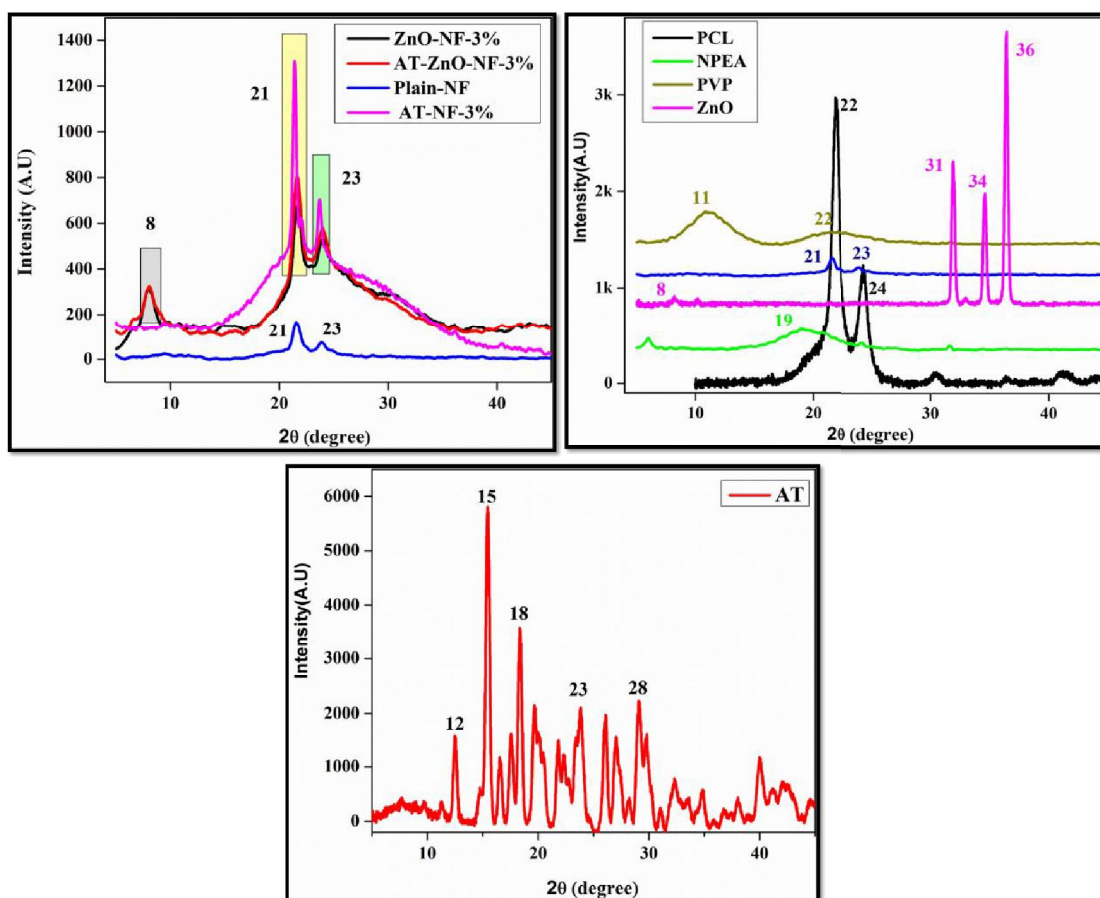 1400
1200
1000
800
600
400
200
0
Intensity (A.U)
ZnO-NF-3%
AT-ZnO-NF-3%
Plain-NF
AT-NF-3%
21
23
8
21
23
10
20
30
40
2θ (degree)
3k
2k
1k
0
Intensity(A.U)
PCL
NPEA
PVP
ZnO
36
22
31
34
11
22
21
23
8
24
19
10
20
30
40
2θ (degree)
6000
5000
4000
3000
2000
1000
0
Intensity(A.U)
AT
15
18
23
28
12
10
20
30
40
2θ (degree)